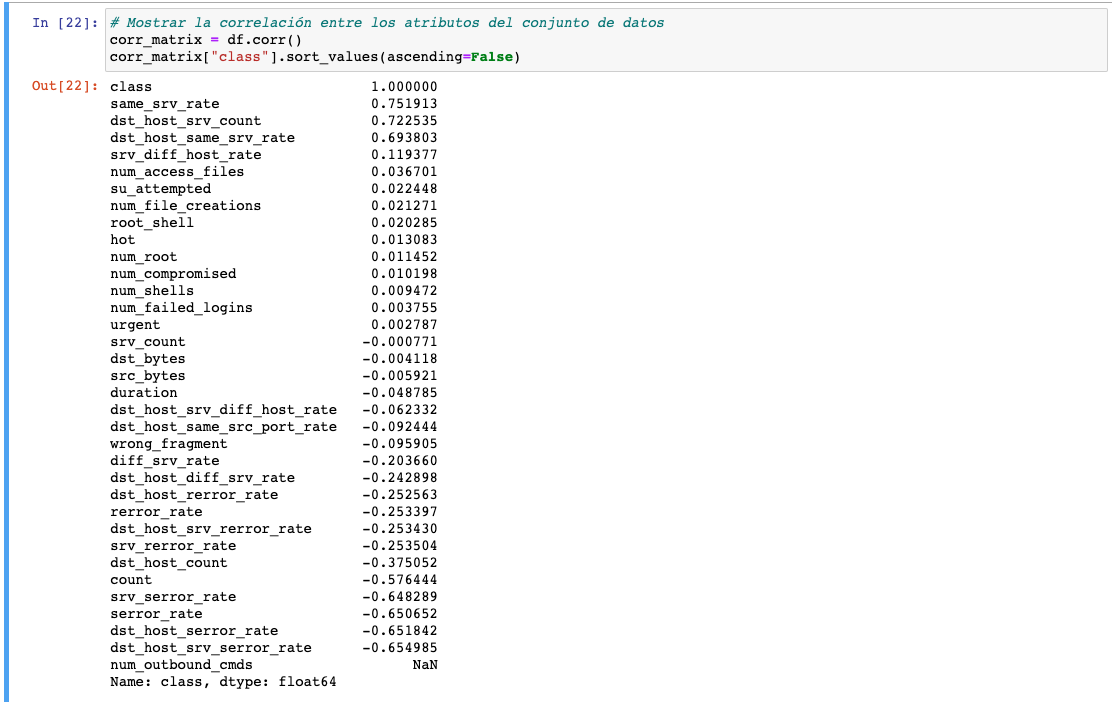 In [22]: # Mostrar la correlación entre los atributos del conjunto de datos
corr_matrix = df.corr()
corr_matrix["class"].sort_values(ascending=False)
Out[22]: class 1.000000
same_srv_rate 0.751913
dst_host_srv_count 0.722535
dst_host_same_srv_rate 0.693803
srv_diff_host_rate 0.119377
num_access_files 0.036701
su_attempted 0.022448
num_file_creations 0.021271
root_shell 0.020285
hot 0.013083
num_root 0.011452
num_compromised 0.010198
num_shells 0.009472
num_failed_logins 0.003755
urgent 0.002787
srv_count -0.000771
dst_bytes -0.004118
src_bytes -0.005921
duration -0.048785
dst_host_srv_diff_host_rate -0.062332
dst_host_same_src_port_rate -0.092444
wrong_fragment -0.095905
diff_srv_rate -0.203660
dst_host_diff_srv_rate -0.242898
dst_host_rerror_rate -0.252563
rerror_rate -0.253397
dst_host_srv_rerror_rate -0.253430
srv_rerror_rate -0.253504
dst_host_count -0.375052
count -0.576444
srv_serror_rate -0.648289
serror_rate -0.650652
dst_host_serror_rate -0.651842
dst_host_srv_serror_rate -0.654985
num_outbound_cmds NaN
Name: class, dtype: float64